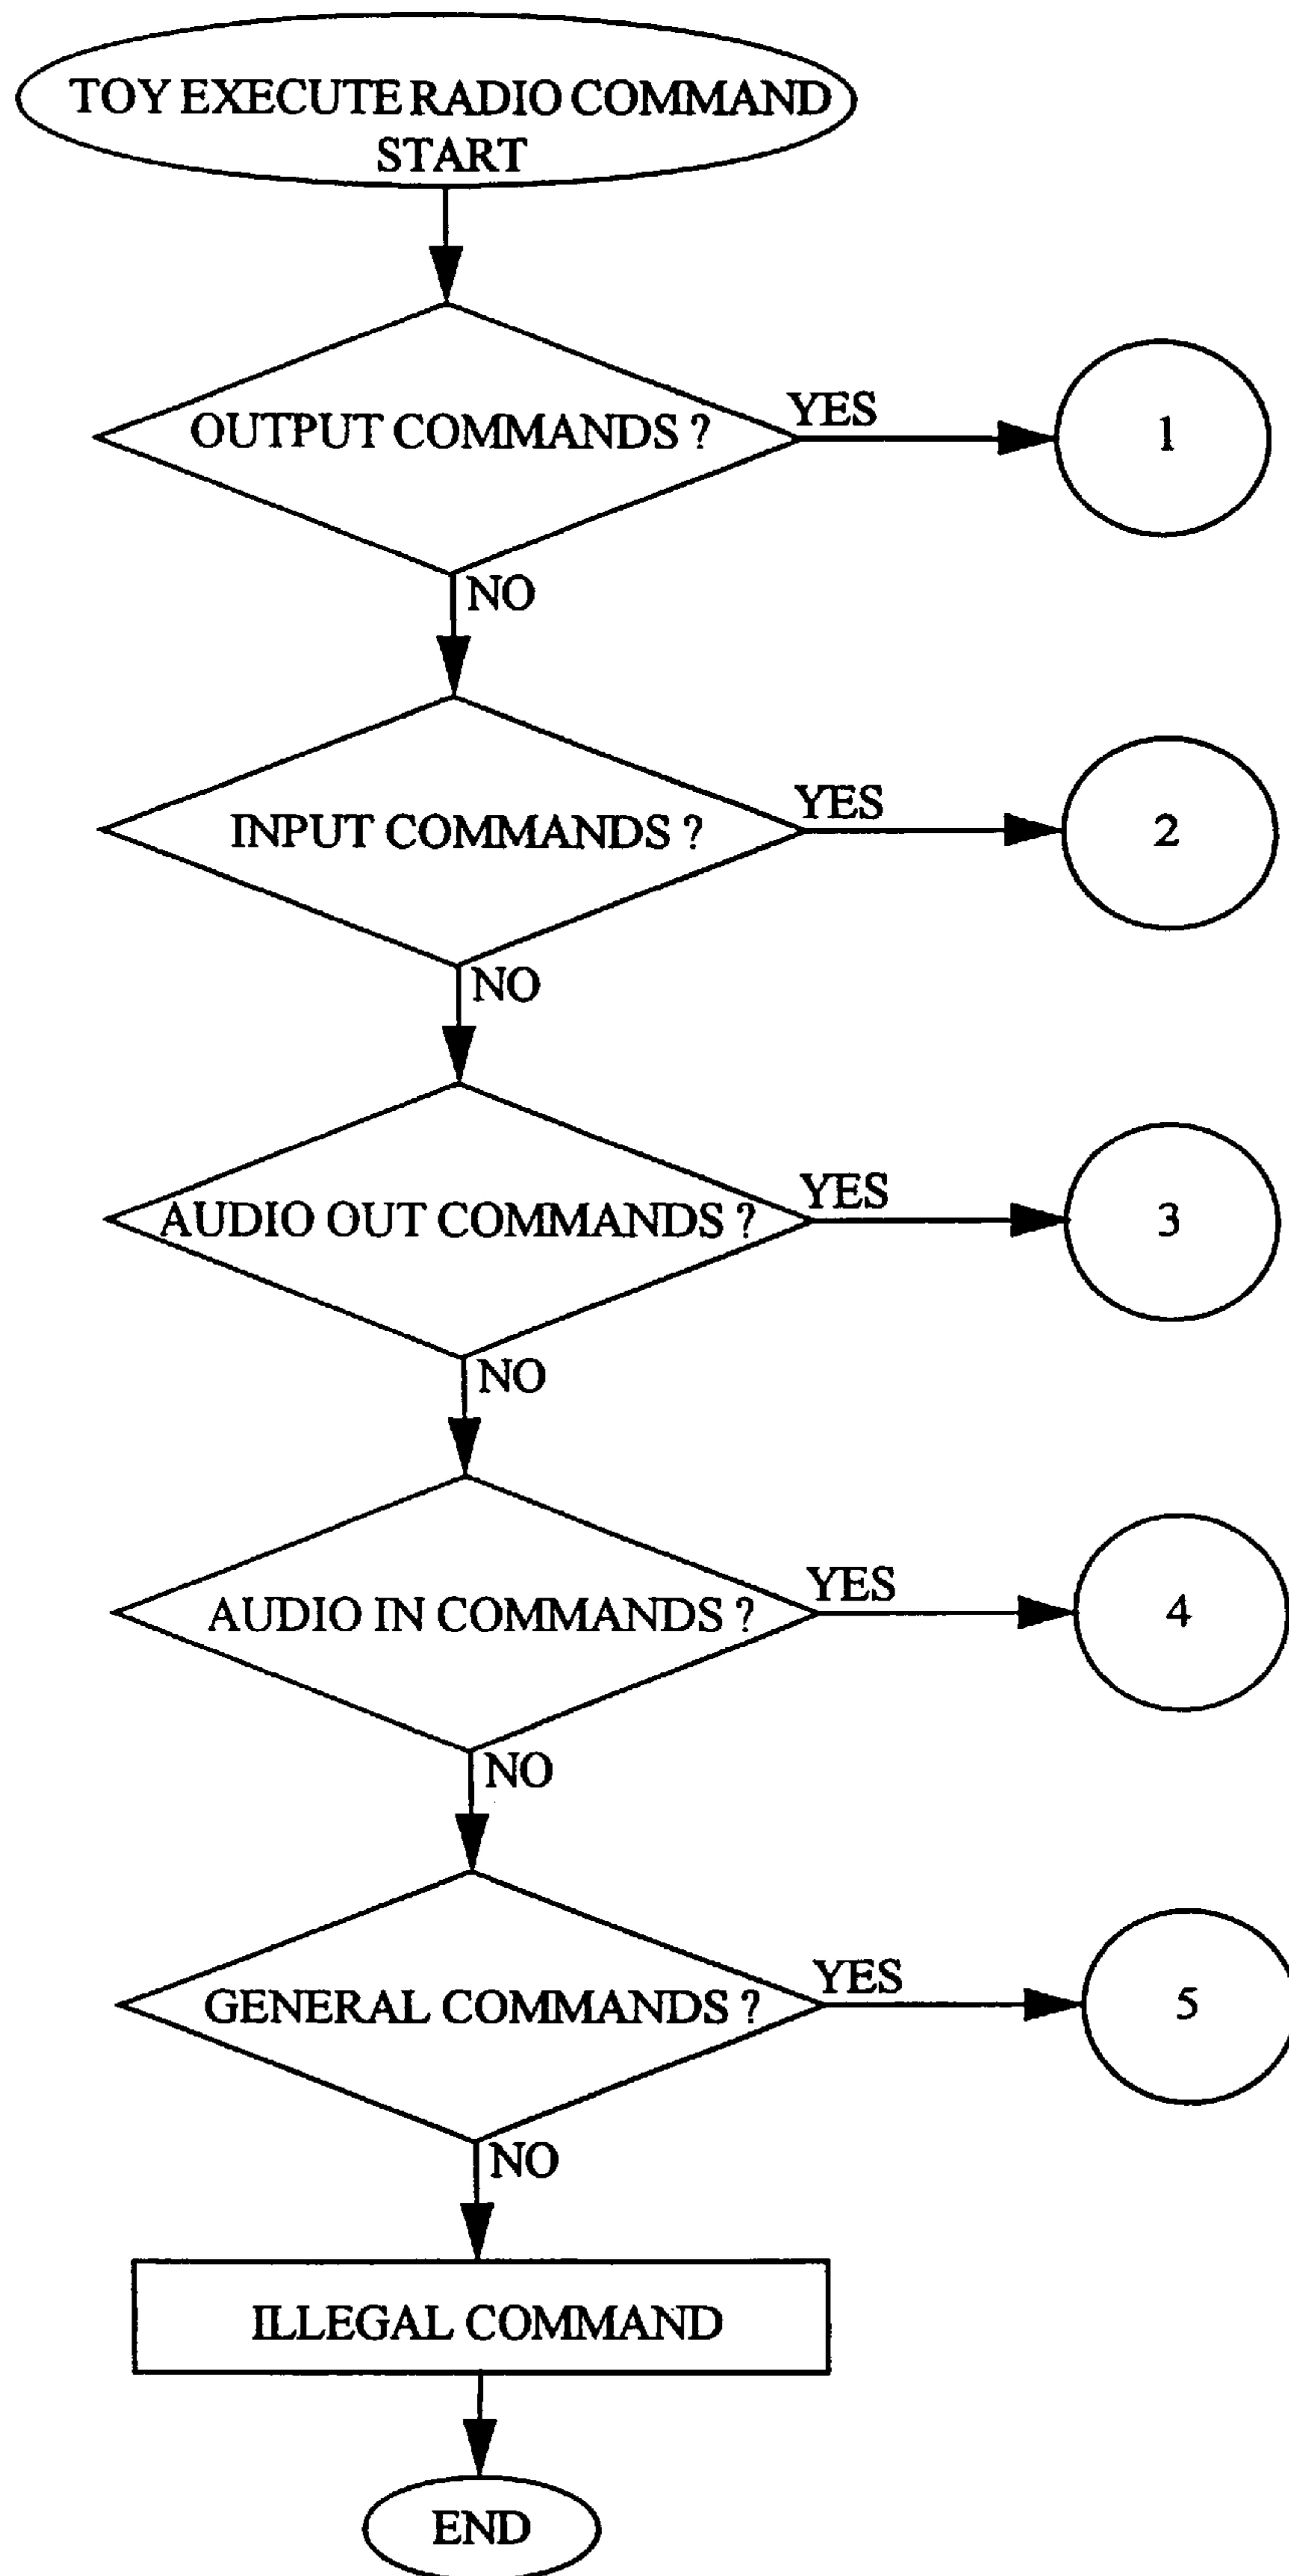 TOY EXECUTE RADIO COMMAND
START
OUTPUT COMMANDS ?
YES
1
NO
INPUT COMMANDS ?
YES
2
NO
AUDIO OUT COMMANDS ?
YES
3
NO
AUDIO IN COMMANDS ?
YES
4
NO
GENERAL COMMANDS ?
YES
5
NO
ILLEGAL COMMAND
END